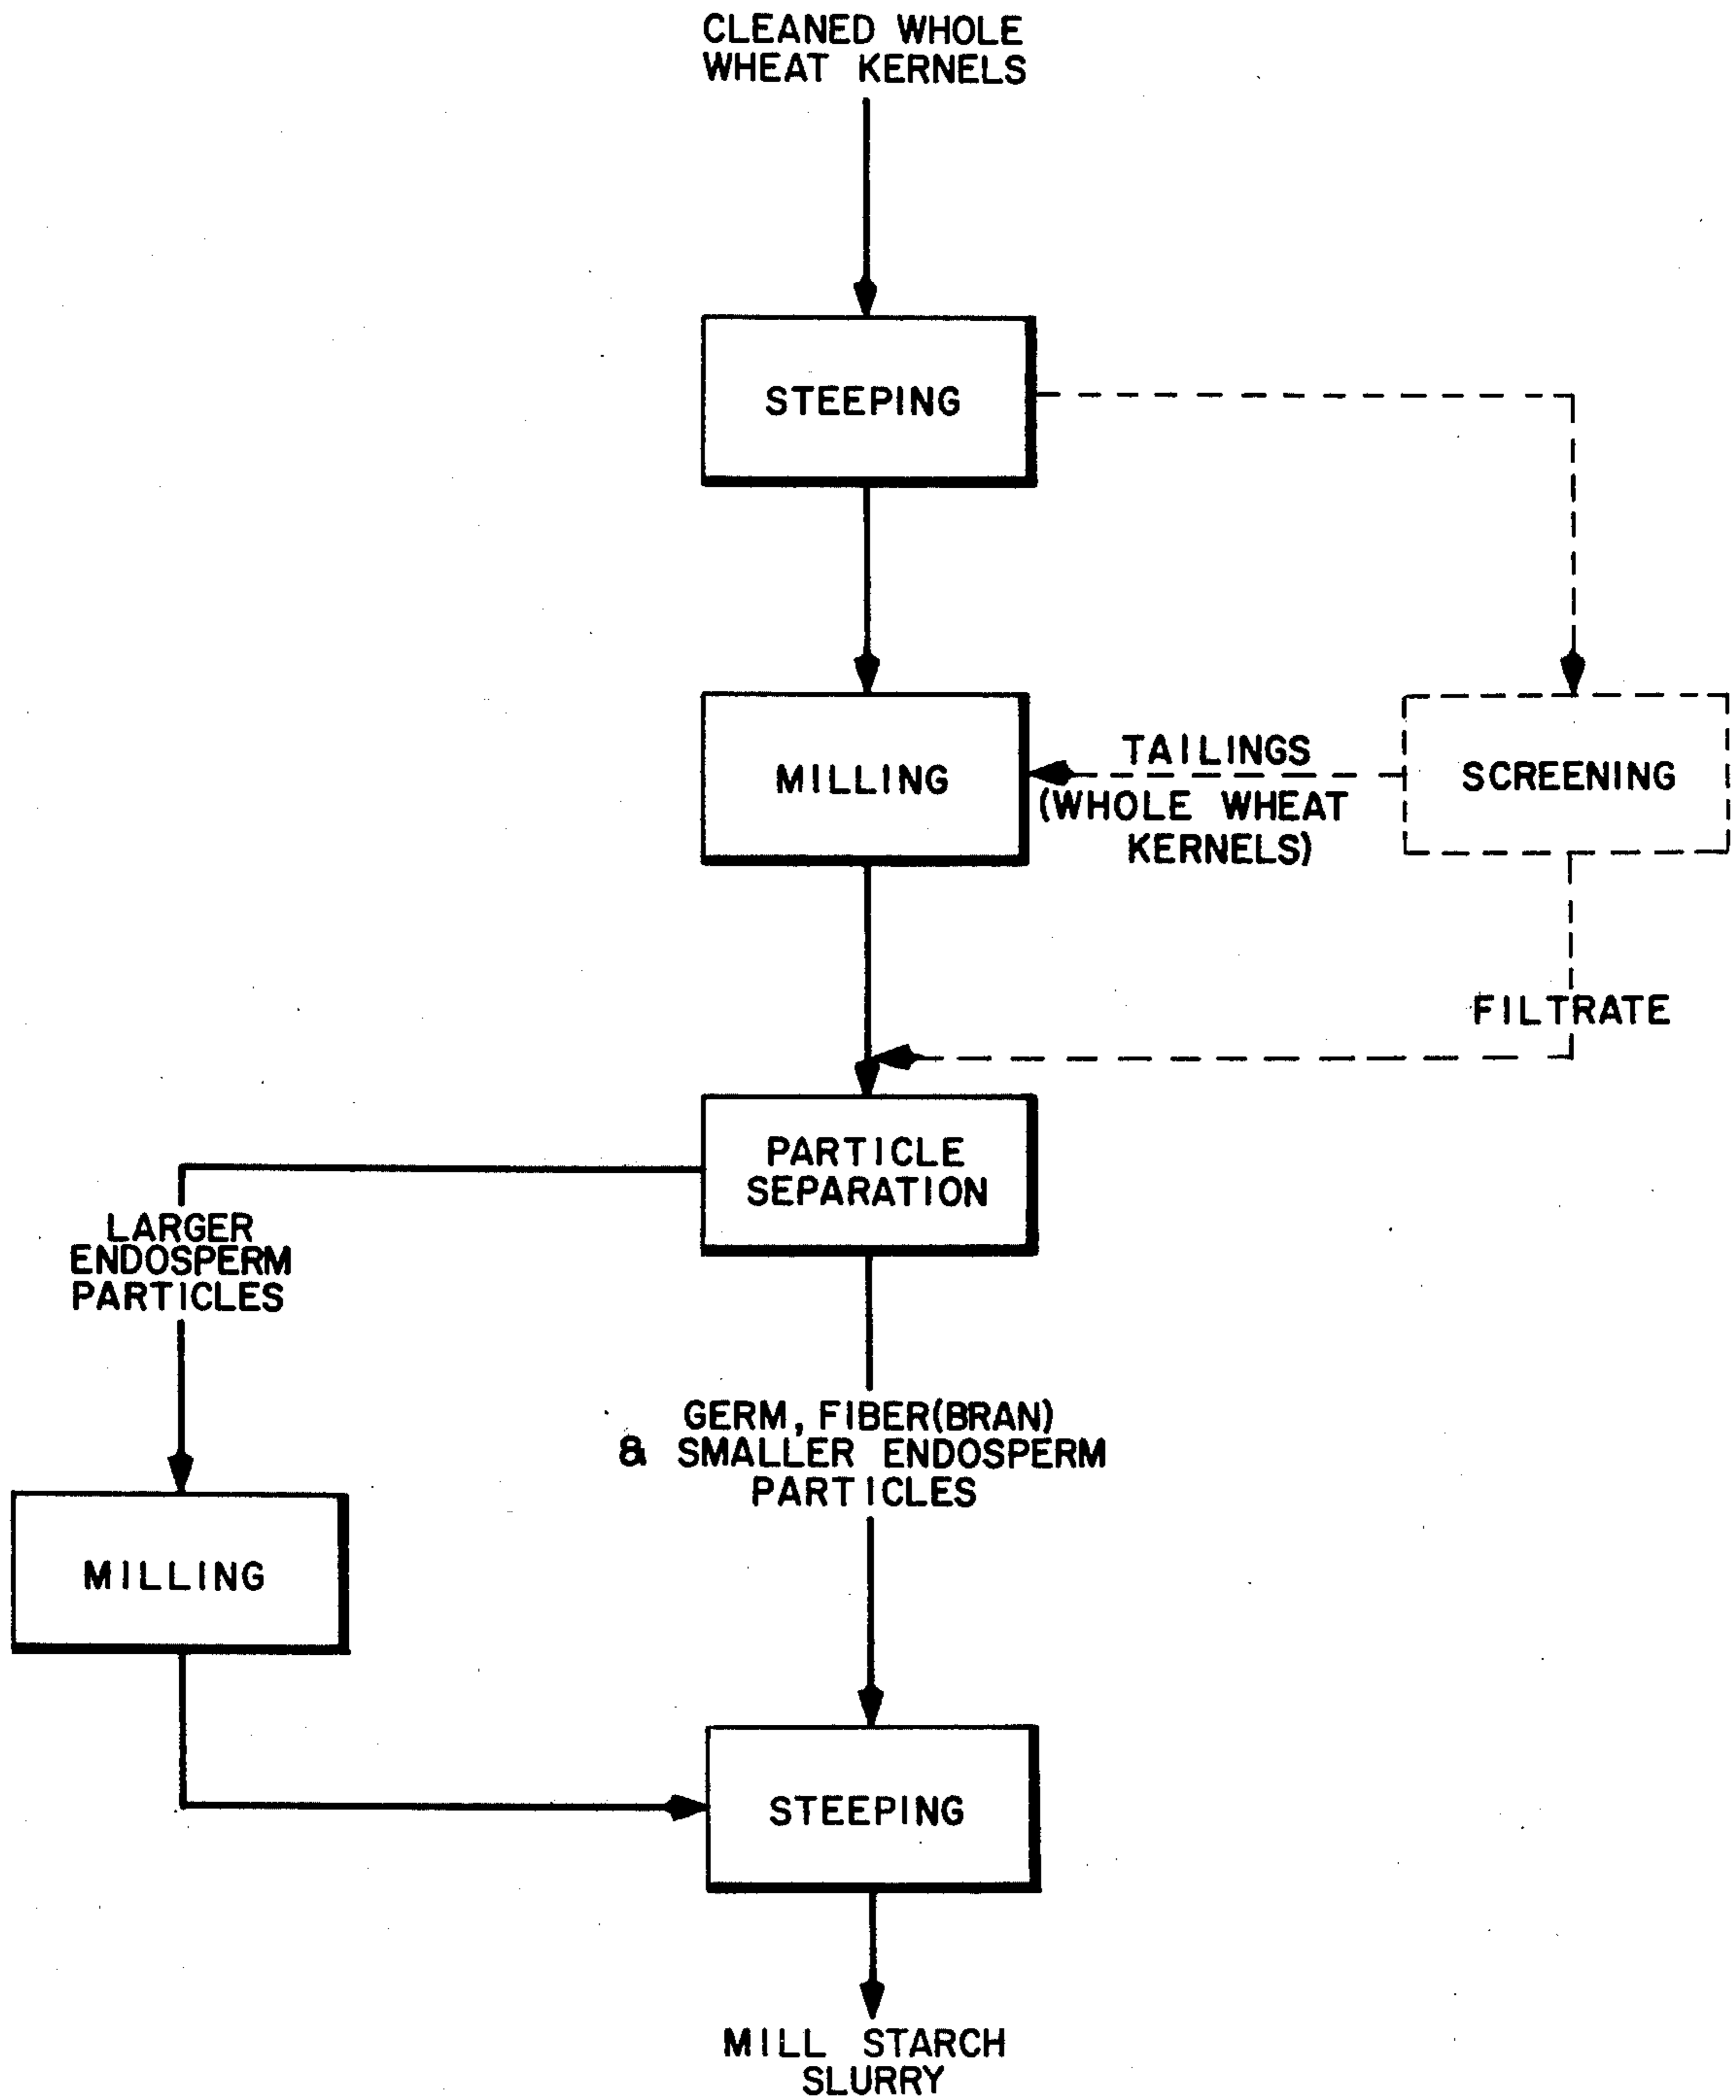 CLEANED WHOLE
WHEAT KERNELS
STEEPING
MILLING
TAILINGS
(WHOLE WHEAT
KERNELS)
SCREENING
FILTRATE
PARTICLE
SEPARATION
LARGER
ENDOSPERM
PARTICLES
GERM, FIBER(BRAN)
& SMALLER ENDOSPERM
PARTICLES
MILLING
STEEPING
MILL STARCH
SLURRY